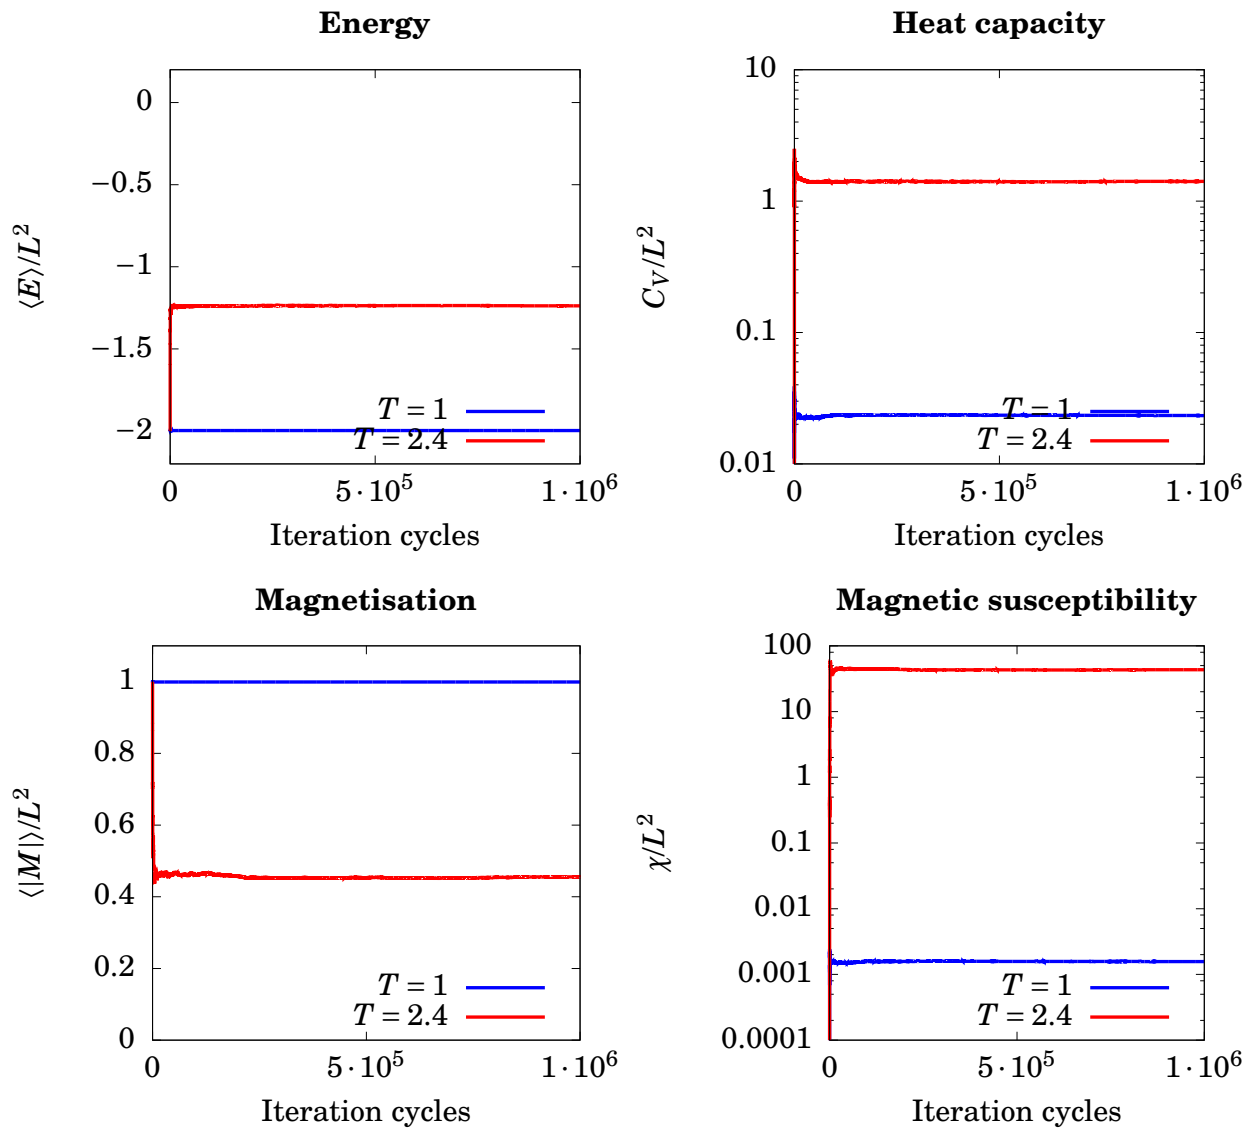 Energy
0
−0.5
−1
−1.5
−2
⟨E⟩/L²
T = 1
T = 2.4
0
5·10⁵
1·10⁶
Iteration cycles
Heat capacity
10
1
0.1
0.01
C_V/L²
T = 1
T = 2.4
0
5·10⁵
1·10⁶
Iteration cycles
Magnetisation
1
0.8
0.6
0.4
0.2
0
⟨|M|⟩/L²
T = 1
T = 2.4
0
5·10⁵
1·10⁶
Iteration cycles
Magnetic susceptibility
100
10
1
0.1
0.01
0.001
0.0001
χ/L²
T = 1
T = 2.4
0
5·10⁵
1·10⁶
Iteration cycles